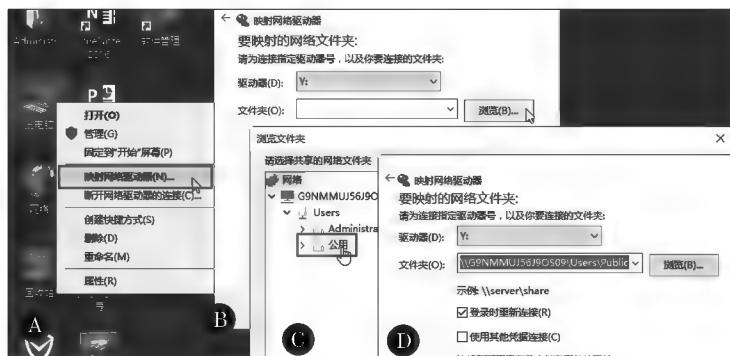 打开(O)
管理(G)
固定到"开始"屏幕(P)
映射网络驱动器(N)...
断开网络驱动器的连接(C)...
创建快捷方式(S)
删除(D)
重命名(M)
属性(R)
A
映射网络驱动器
要映射的网络文件夹:
请为连接指定驱动器号，以及你要连接的文件夹:
驱动器(D):
Y:
文件夹(O):
浏览(B)...
B
浏览文件夹
请选择共享的网络文件夹
网络
G9NMMUJ56J9O
Users
Administra
公用
C
映射网络驱动器
要映射的网络文件夹:
请为连接指定驱动器号，以及你要连接的文件夹:
驱动器(D):
Y:
文件夹(O):
\\G9NMMUJ56J9OS09\Users\Public
浏览(B)...
示例: \\server\share
登录时重新连接(R)
使用其他凭据连接(C)
D